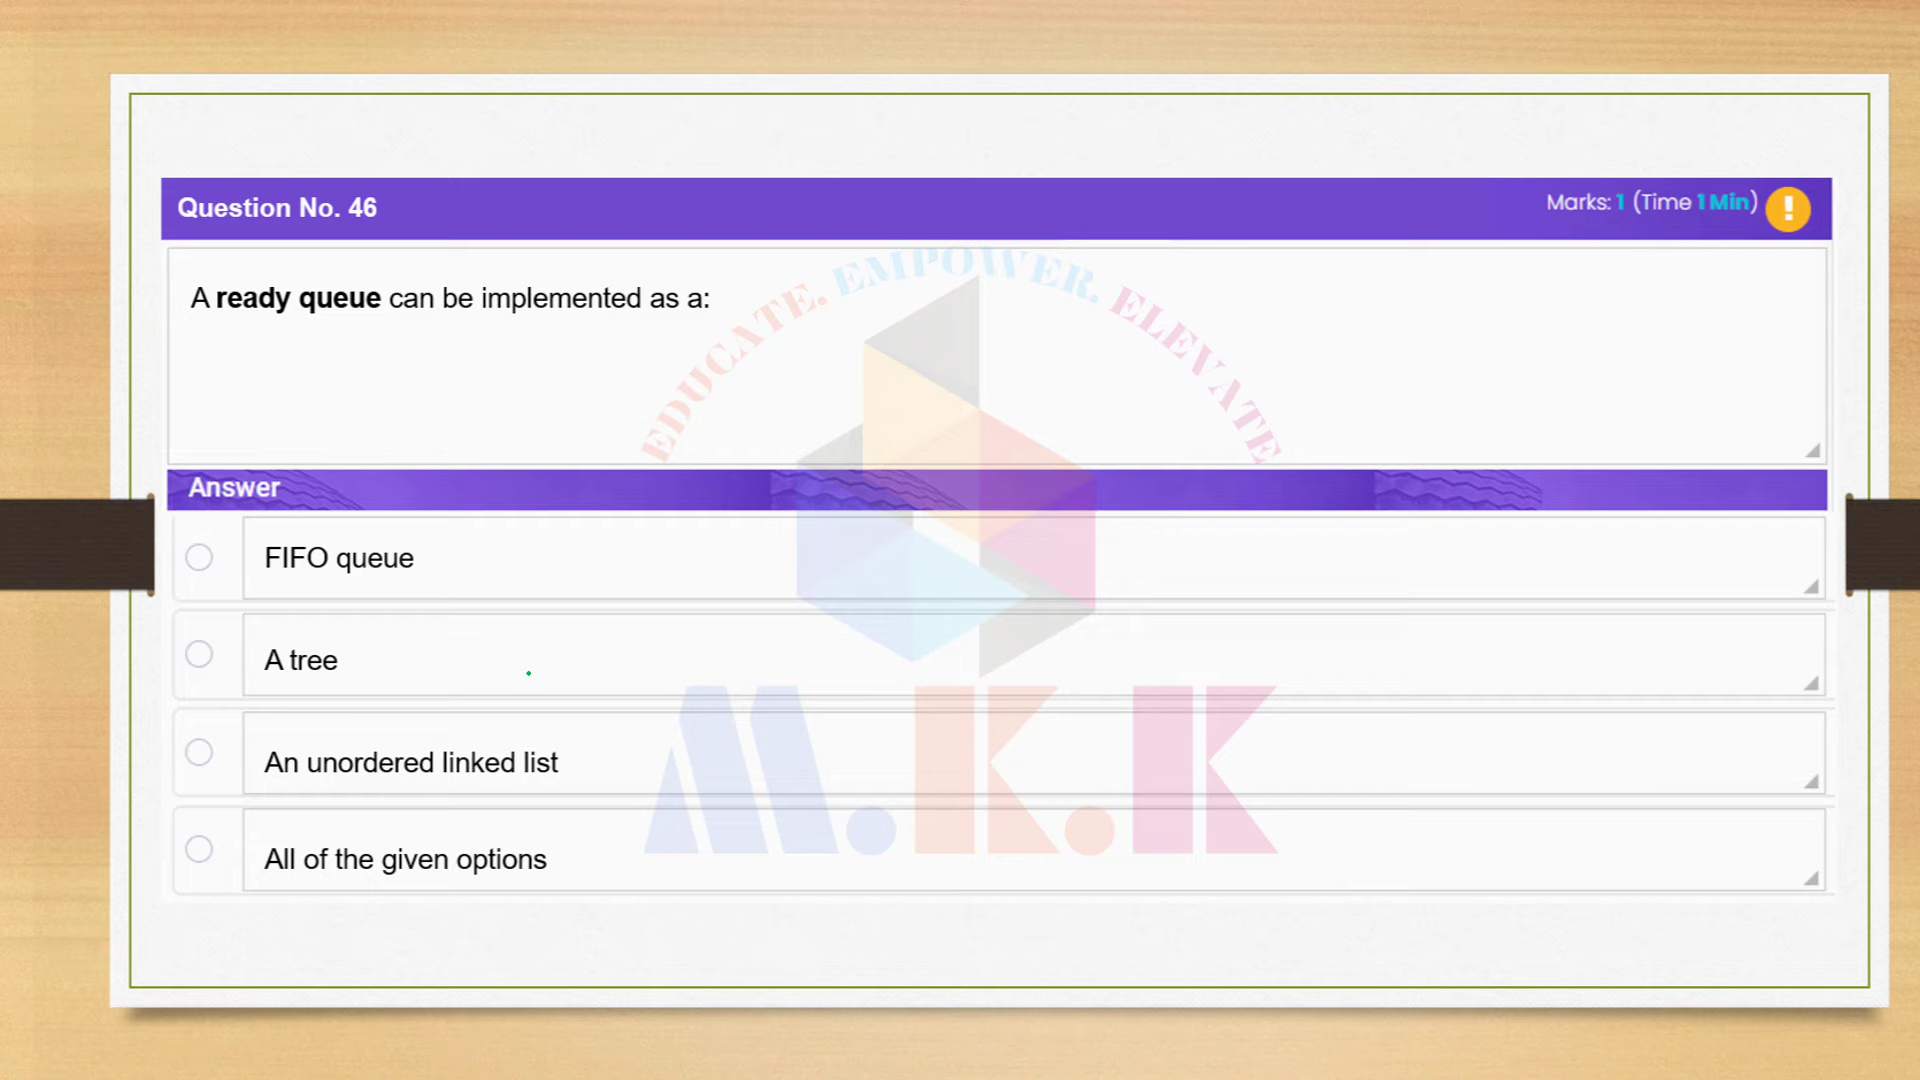 Question No. 46
Marks: 1 (Time 1 Min)
A ready queue can be implemented as a:
EDUCATE. EMPOWER. ELEVATE
Answer
FIFO queue
A tree
An unordered linked list
All of the given options
M.K.K